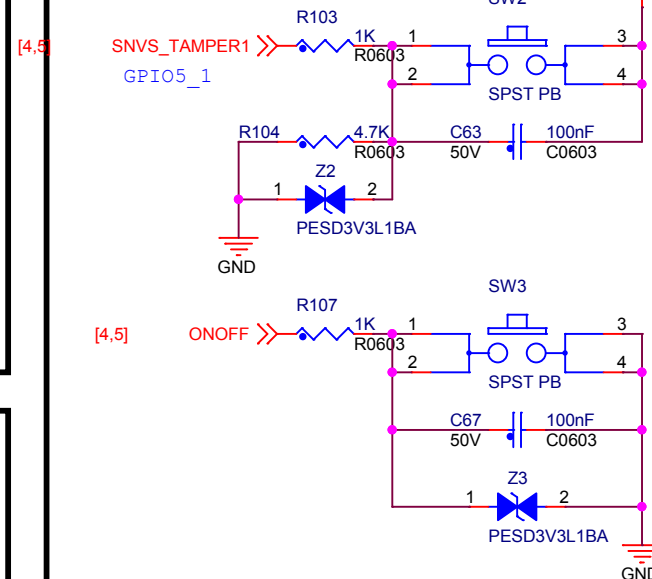 SW2
R103
[4,5]
SNVS_TAMPER1
1K
1
3
R0603
GPIO5_1
2
4
SPST PB
R104
4.7K
C63
100nF
R0603
50V
C0603
Z2
1
2
PESD3V3L1BA
GND
SW3
R107
[4,5]
ONOFF
1K
1
3
R0603
2
4
SPST PB
C67
100nF
50V
C0603
Z3
1
2
PESD3V3L1BA
GND